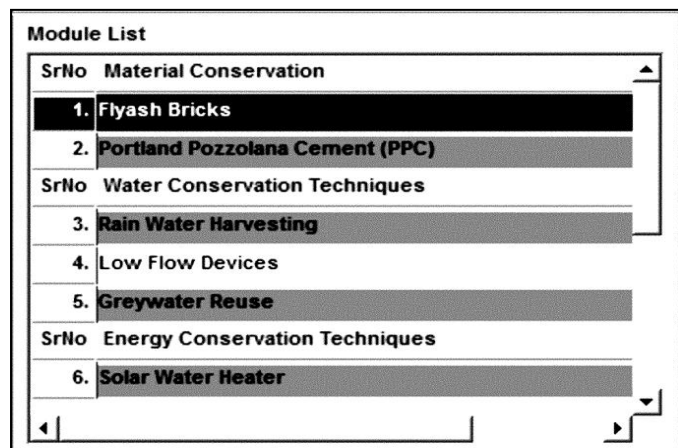 Module List
SrNo Material Conservation
1. Flyash Bricks
2. Portland Pozzolana Cement (PPC)
SrNo Water Conservation Techniques
3. Rain Water Harvesting
4. Low Flow Devices
5. Greywater Reuse
SrNo Energy Conservation Techniques
6. Solar Water Heater